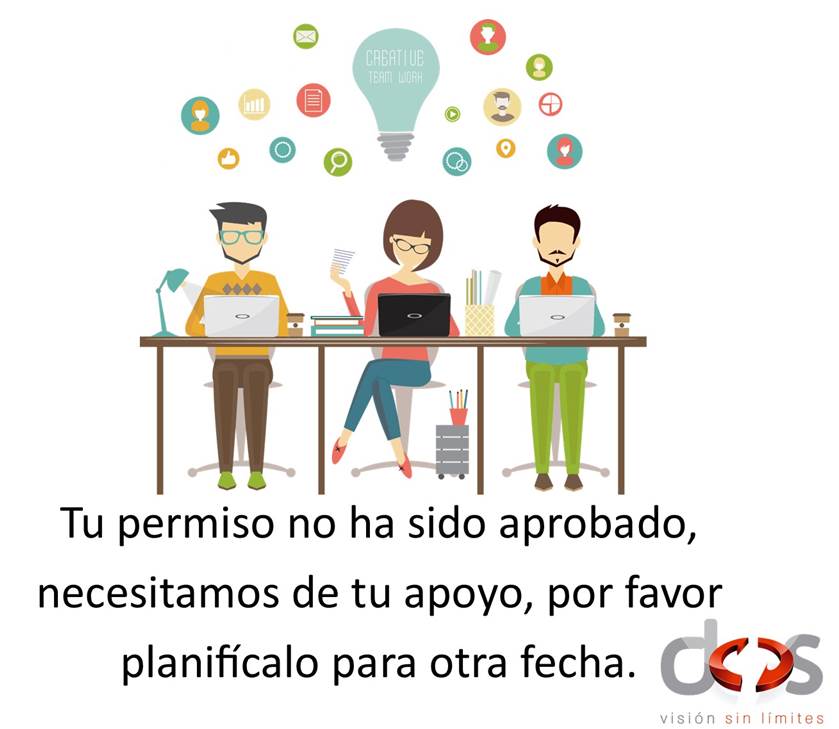 CREATIVE
TEAM WORK
Tu permiso no ha sido aprobado,
necesitamos de tu apoyo, por favor
planifícalo para otra fecha.
dos
visión sin límites